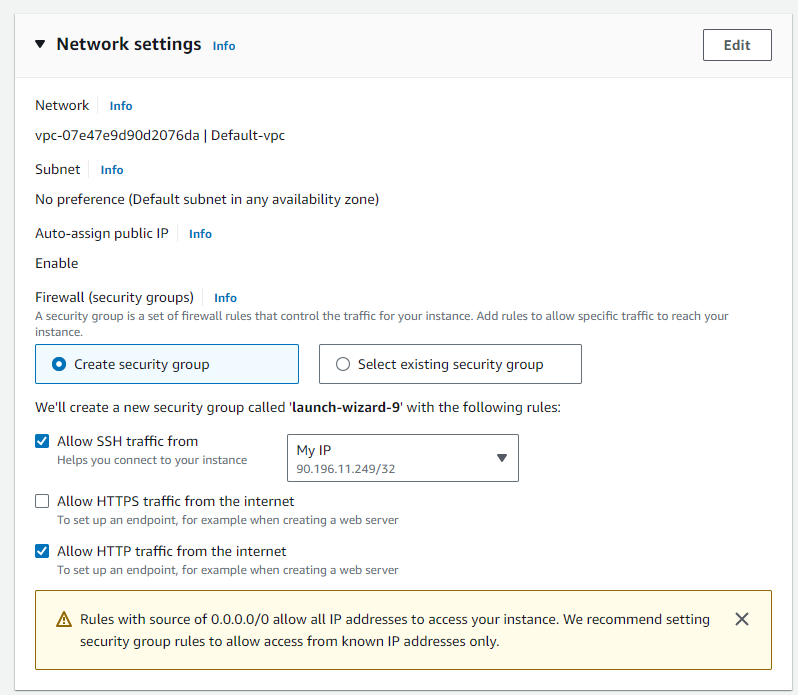 Network settings Info
Edit
Network Info
vpc-07e47e9d90d2076da | Default-vpc
Subnet Info
No preference (Default subnet in any availability zone)
Auto-assign public IP Info
Enable
Firewall (security groups) Info
A security group is a set of firewall rules that control the traffic for your instance. Add rules to allow specific traffic to reach your
instance.
Create security group
Select existing security group
We'll create a new security group called 'launch-wizard-9' with the following rules:
Allow SSH traffic from
Helps you connect to your instance
My IP
90.196.11.249/32
Allow HTTPS traffic from the internet
To set up an endpoint, for example when creating a web server
Allow HTTP traffic from the internet
To set up an endpoint, for example when creating a web server
Rules with source of 0.0.0.0/0 allow all IP addresses to access your instance. We recommend setting
security group rules to allow access from known IP addresses only.